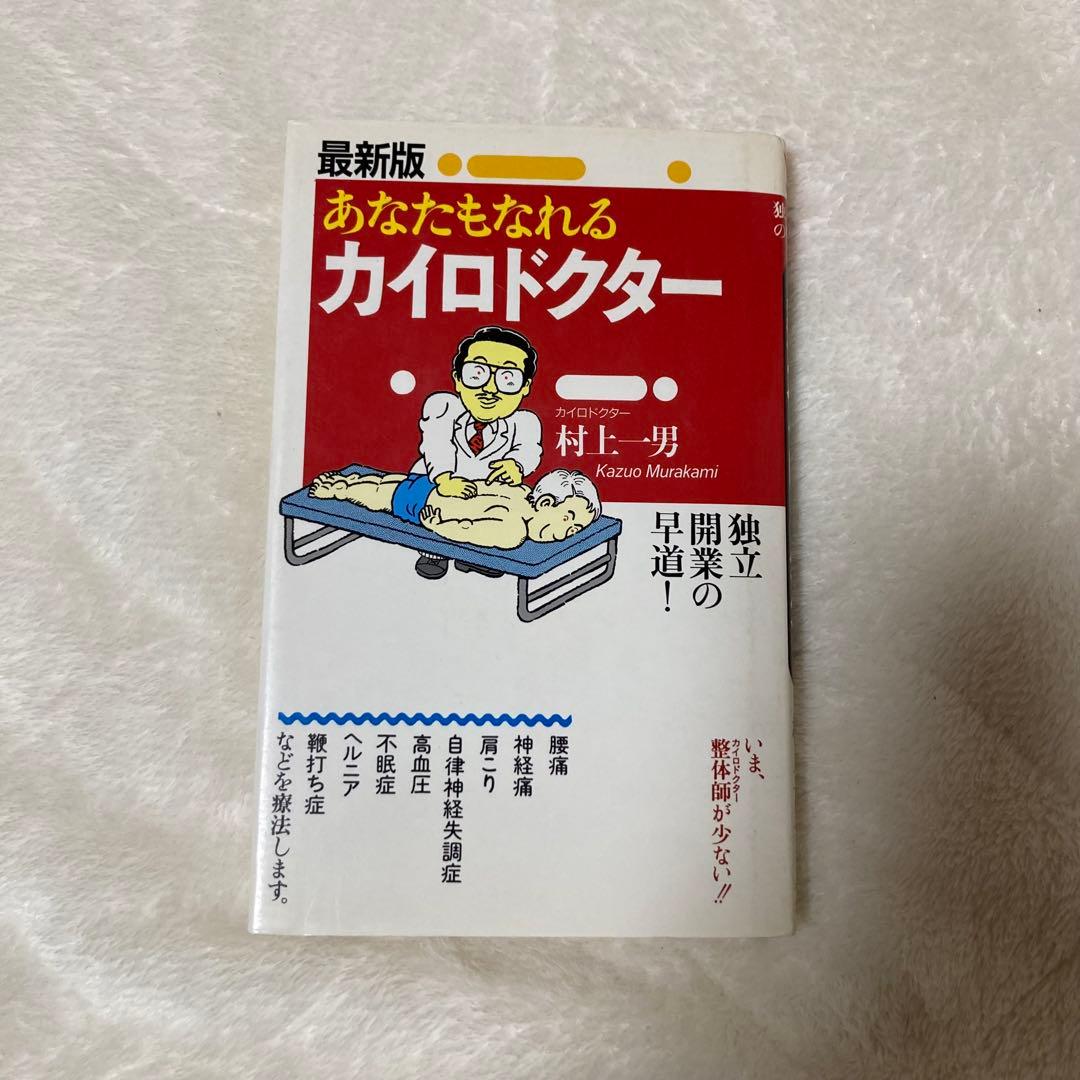 最新版
あなたもなれる
カイロドクター
カイロドクター
村上一男
Kazuo Murakami
独立
開業の
早道!
いま、
整体師が少ない!!
カイロドクター
腰痛
神経痛
肩こり
自律神経失調症
高血圧
不眠症
ヘルニア
鞭打ち症
などを療法します。